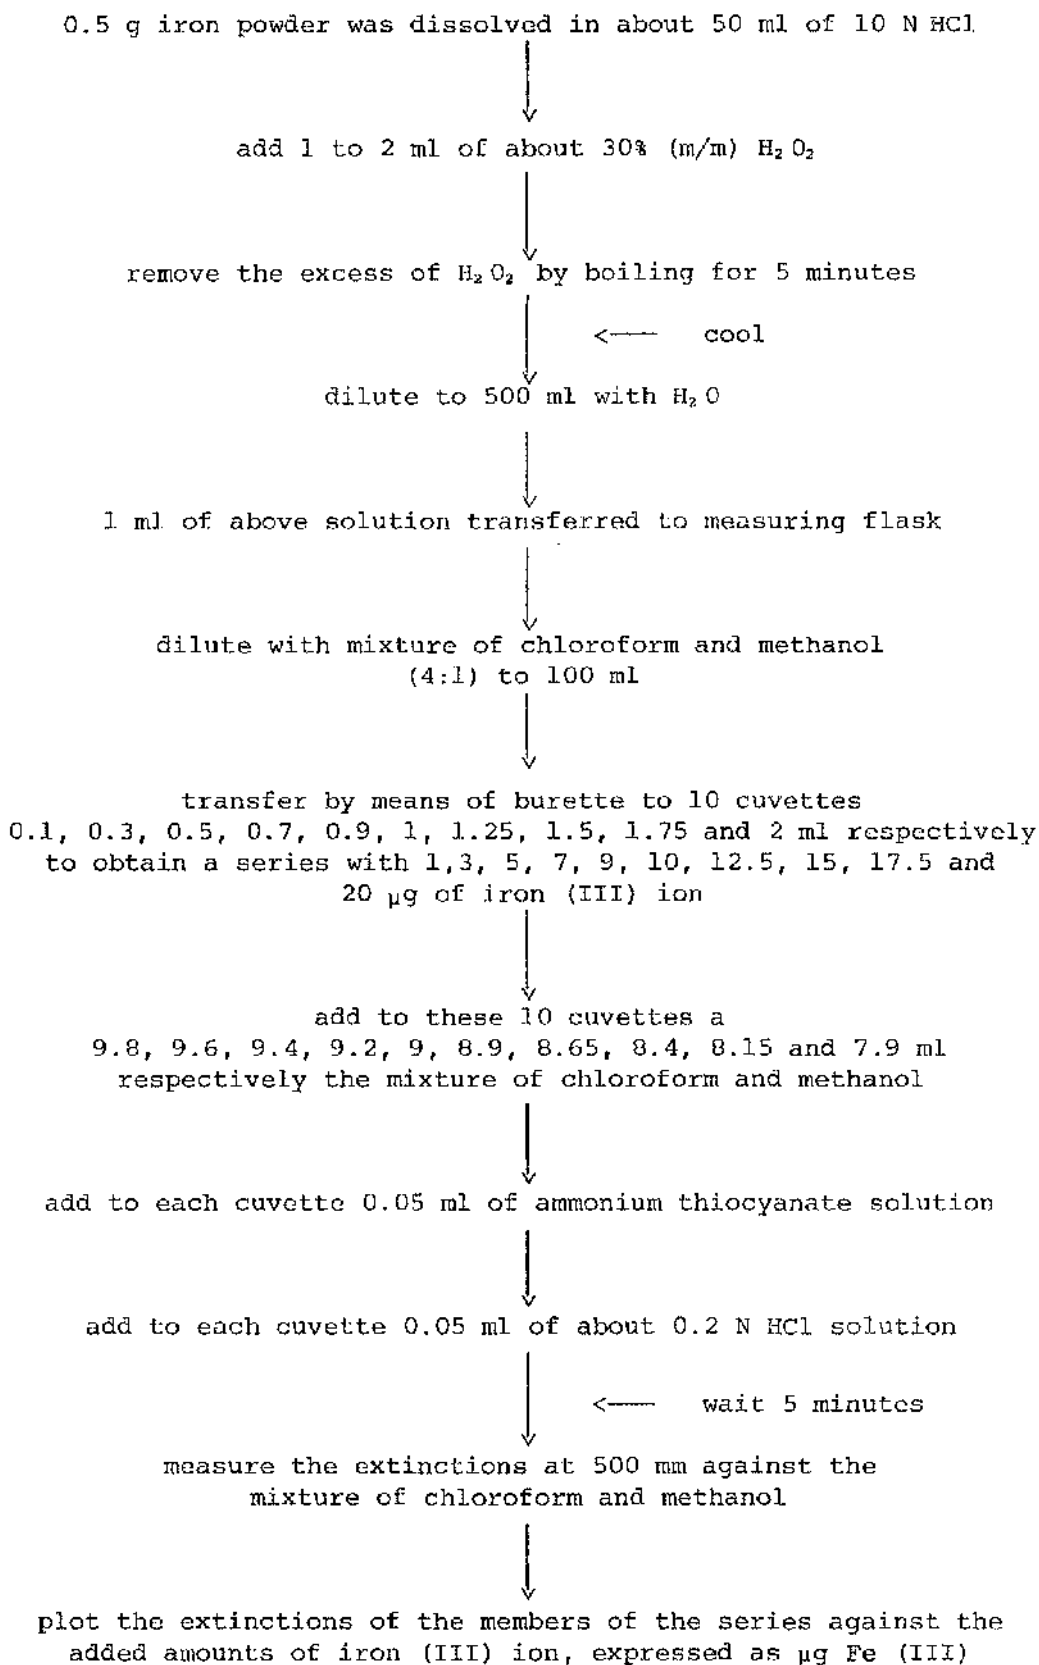 0.5 g iron powder was dissolved in about 50 ml of 10 N HCl
add 1 to 2 ml of about 30% (m/m) H₂O₂
remove the excess of H₂O₂ by boiling for 5 minutes
<── cool
dilute to 500 ml with H₂O
1 ml of above solution transferred to measuring flask
dilute with mixture of chloroform and methanol
(4:1) to 100 ml
transfer by means of burette to 10 cuvettes
0.1, 0.3, 0.5, 0.7, 0.9, 1, 1.25, 1.5, 1.75 and 2 ml respectively
to obtain a series with 1,3, 5, 7, 9, 10, 12.5, 15, 17.5 and
20 µg of iron (III) ion
add to these 10 cuvettes a
9.8, 9.6, 9.4, 9.2, 9, 8.9, 8.65, 8.4, 8.15 and 7.9 ml
respectively the mixture of chloroform and methanol
add to each cuvette 0.05 ml of ammonium thiocyanate solution
add to each cuvette 0.05 ml of about 0.2 N HCl solution
<── wait 5 minutes
measure the extinctions at 500 mm against the
mixture of chloroform and methanol
plot the extinctions of the members of the series against the
added amounts of iron (III) ion, expressed as µg Fe (III)